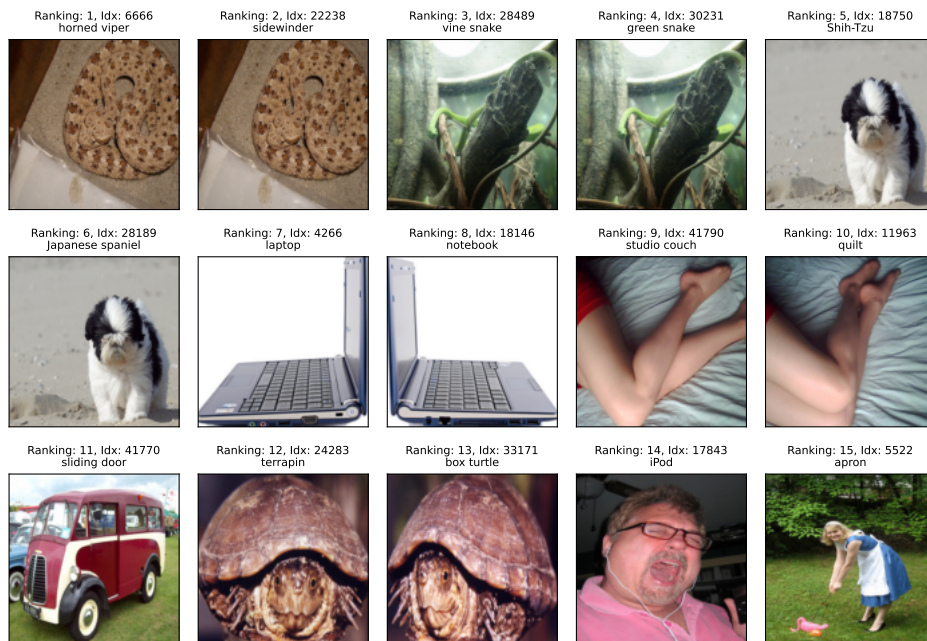 Ranking: 1, Idx: 6666
horned viper
Ranking: 2, Idx: 22238
sidewinder
Ranking: 3, Idx: 28489
vine snake
Ranking: 4, Idx: 30231
green snake
Ranking: 5, Idx: 18750
Shih-Tzu
Ranking: 6, Idx: 28189
Japanese spaniel
Ranking: 7, Idx: 4266
laptop
Ranking: 8, Idx: 18146
notebook
Ranking: 9, Idx: 41790
studio couch
Ranking: 10, Idx: 11963
quilt
Ranking: 11, Idx: 41770
sliding door
Ranking: 12, Idx: 24283
terrapin
Ranking: 13, Idx: 33171
box turtle
Ranking: 14, Idx: 17843
iPod
Ranking: 15, Idx: 5522
apron